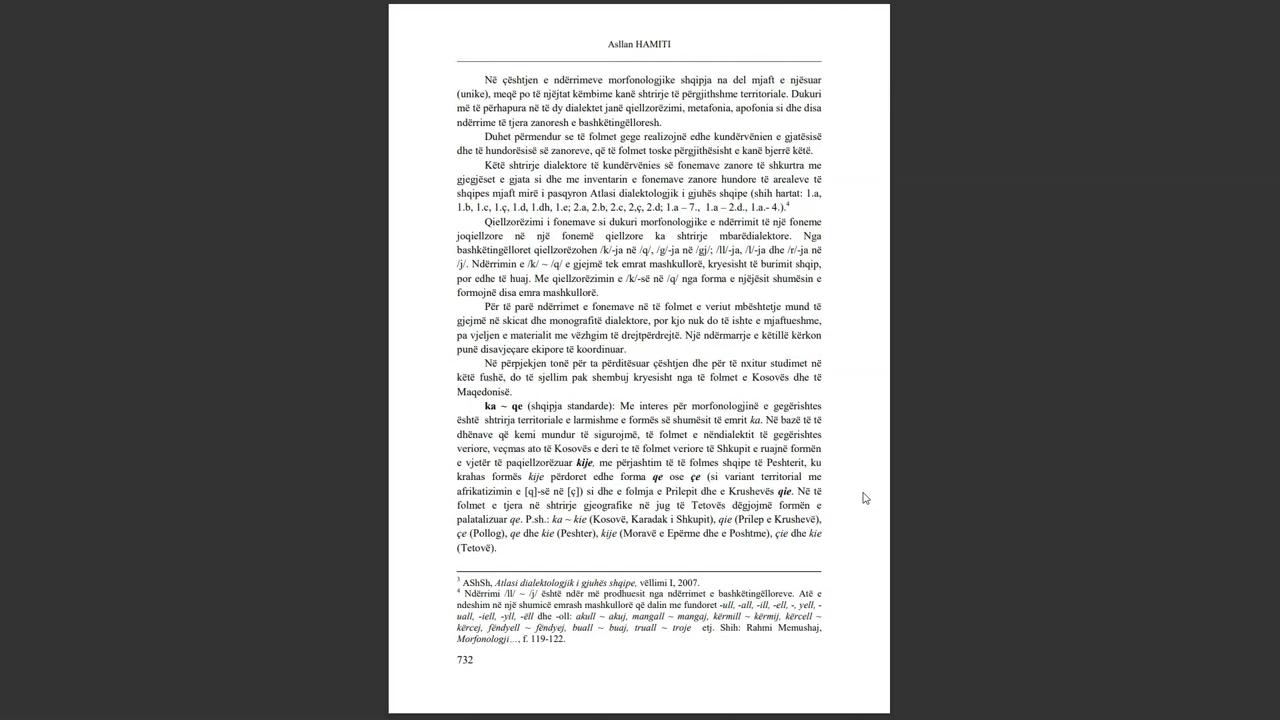 Asllan HAMITI
Në çështjen e ndërrimeve morfonologjike shqipja na del mjaft e njësuar
(unike), meqë po të njëjtat këmbime kanë shtrirje të përgjithshme territoriale. Dukuri
më të përhapura në të dy dialektet janë qiellzorëzimi, metafonia, apofonia si dhe disa
ndërrime të tjera zanoresh e bashkëtingëlloresh.
Duhet përmendur se të folmet gege realizojnë edhe kundërvënien e gjatësisë
dhe të hundorësisë së zanoreve, që të folmet toske përgjithësisht e kanë bjerrë këtë.
Këtë shtrirje dialektore të kundërvënies së fonemave zanore të shkurtra me
gjegjëset e gjata si dhe me inventarin e fonemave zanore hundore të arealeve të
shqipes mjaft mirë i pasqyron Atlasi dialektologjik i gjuhës shqipe (shih hartat: 1.a,
1.b, 1.c, 1.ç, 1.d, 1.dh, 1.e; 2.a, 2.b, 2.c, 2,ç, 2.d; 1.a – 7., 1.a – 2.d., 1.a.- 4.).4
Qiellzorëzimi i fonemave si dukuri morfonologjike e ndërrimit të një foneme
joqiellzore në një fonemë qiellzore ka shtrirje mbarëdialektore. Nga
bashkëtingëlloret qiellzorëzohen /k/-ja në /q/, /g/-ja në /gj/; /ll/-ja, /l/-ja dhe /r/-ja në
/j/. Ndërrimin e /k/ ~ /q/ e gjejmë tek emrat mashkullorë, kryesisht të burimit shqip,
por edhe të huaj. Me qiellzorëzimin e /k/-së në /q/ nga forma e njëjësit shumësin e
formojnë disa emra mashkullorë.
Për të parë ndërrimet e fonemave në të folmet e veriut mbështetje mund të
gjejmë në skicat dhe monografitë dialektore, por kjo nuk do të ishte e mjaftueshme,
pa vjeljen e materialit me vëzhgim të drejtpërdrejtë. Një ndërmarrje e këtillë kërkon
punë disavjeçare ekipore të koordinuar.
Në përpjekjen tonë për ta përditësuar çështjen dhe për të nxitur studimet në
këtë fushë, do të sjellim pak shembuj kryesisht nga të folmet e Kosovës dhe të
Maqedonisë.
ka ~ qe (shqipja standarde): Me interes për morfonologjinë e gegërishtes
është shtrirja territoriale e larmishme e formës së shumësit të emrit ka. Në bazë të të
dhënave që kemi mundur të sigurojmë, të folmet e nëndialektit të gegërishtes
veriore, veçmas ato të Kosovës e deri te të folmet veriore të Shkupit e ruajnë formën
e vjetër të paqiellzorëzuar kije, me përjashtim të të folmes shqipe të Peshterit, ku
krahas formës kije përdoret edhe forma qe ose çe (si variant territorial me
afrikatizimin e [q]-së në [ç]) si dhe e folmja e Prilepit dhe e Krushevës qie. Në të
folmet e tjera në shtrirje gjeografike në jug të Tetovës dëgjojmë formën e
palatalizuar qe. P.sh.: ka ~ kie (Kosovë, Karadak i Shkupit), qie (Prilep e Krushevë),
çe (Pollog), qe dhe kie (Peshter), kije (Moravë e Epërme dhe e Poshtme), çie dhe kie
(Tetovë).
3 AShSh, Atlasi dialektologjik i gjuhës shqipe, vëllimi I, 2007.
4 Ndërrimi /ll/ ~ /j/ është ndër më prodhuesit nga ndërrimet e bashkëtingëlloreve. Atë e
ndeshim në një shumicë emrash mashkullorë që dalin me fundoret -ull, -all, -ill, -ell, -, yell, -
uall, -iell, -yll, -ëll dhe -oll: akull ~ akuj, mangall ~ mangaj, kërmill ~ kërmij, kërcell ~
kërcej, fëndyell ~ fëndyej, buall ~ buaj, truall ~ troje etj. Shih: Rahmi Memushaj,
Morfonologji…, f. 119-122.
732